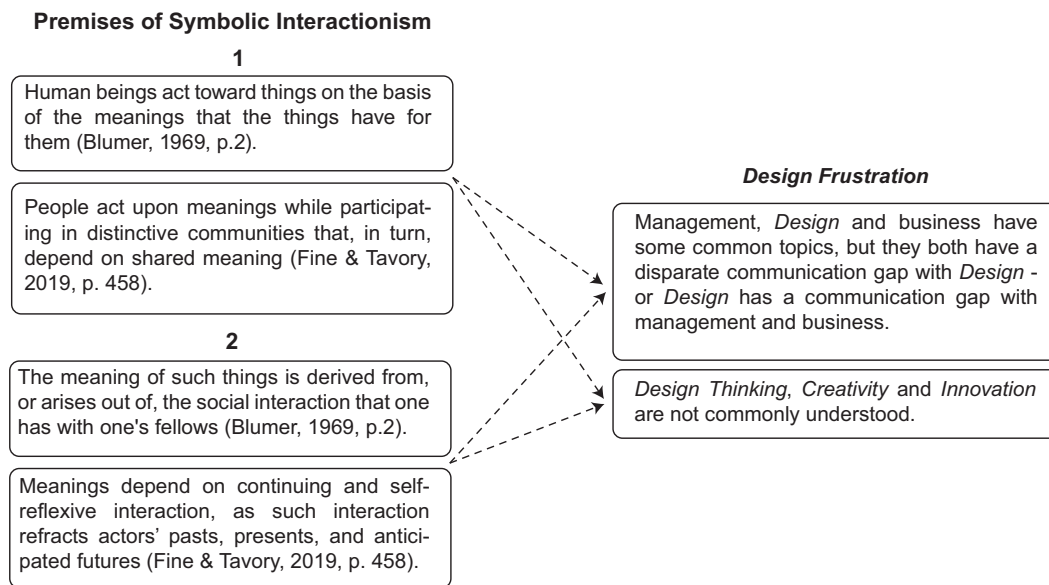 Premises of Symbolic Interactionism
1
Human beings act toward things on the basis
of the meanings that the things have for
them (Blumer, 1969, p.2).
People act upon meanings while participat-
ing in distinctive communities that, in turn,
depend on shared meaning (Fine & Tavory,
2019, p. 458).
2
The meaning of such things is derived from,
or arises out of, the social interaction that one
has with one's fellows (Blumer, 1969, p.2).
Meanings depend on continuing and self-
reflexive interaction, as such interaction
refracts actors’ pasts, presents, and antici-
pated futures (Fine & Tavory, 2019, p. 458).
Design Frustration
Management, Design and business have
some common topics, but they both have a
disparate communication gap with Design -
or Design has a communication gap with
management and business.
Design Thinking, Creativity and Innovation
are not commonly understood.